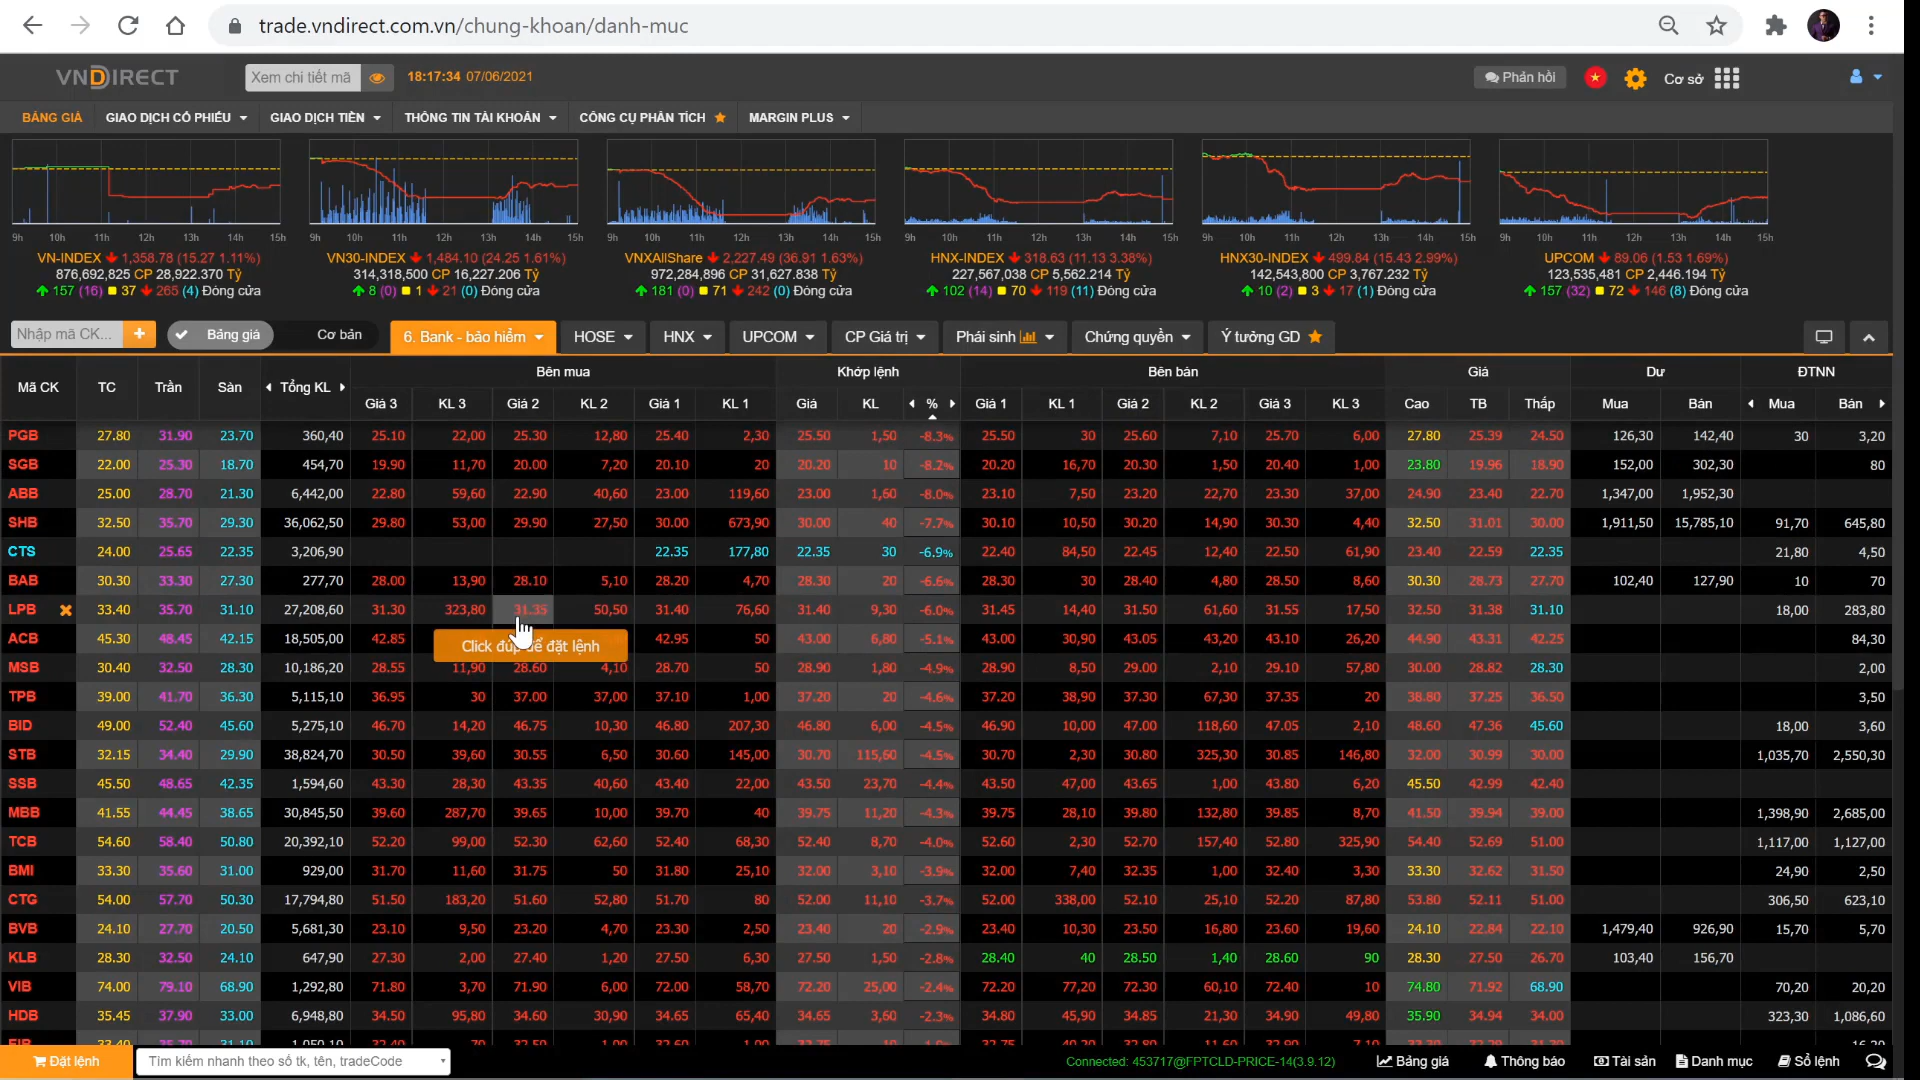 trade.vndirect.com.vn/chung-khoan/danh-muc
VNDIRECT Xem chi tiết mã 18:17:34 07/06/2021 Phản hồi Cơ sở
BẢNG GIÁ GIAO DỊCH CỔ PHIẾU GIAO DỊCH TIỀN THÔNG TIN TÀI KHOẢN CÔNG CỤ PHÂN TÍCH MARGIN PLUS
9h 10h 11h 12h 13h 14h 15h 9h 10h 11h 12h 13h 14h 15h 9h 10h 11h 12h 13h 14h 15h 9h 10h 11h 12h 13h 14h 15h 9h 10h 11h 12h 13h 14h 15h 9h 10h 11h 12h 13h 14h 15h
VN-INDEX 1,358.78 (15.27 1.11%) VN30-INDEX 1,484.10 (24.25 1.61%) VNXAllShare 2,227.49 (36.91 1.63%) HNX-INDEX 318.63 (11.13 3.38%) HNX30-INDEX 499.84 (15.43 2.99%) UPCOM 89.06 (1.53 1.69%)
876,692,825 CP 28,922.370 Tỷ 314,318,500 CP 16,227.206 Tỷ 972,284,896 CP 31,627.838 Tỷ 227,567,038 CP 5,562.214 Tỷ 142,543,800 CP 3,767.232 Tỷ 123,535,481 CP 2,446.194 Tỷ
157 (16) 37 265 (4) Đóng cửa 8 (0) 1 21 (0) Đóng cửa 181 (0) 71 242 (0) Đóng cửa 102 (14) 70 119 (11) Đóng cửa 10 (2) 3 17 (1) Đóng cửa 157 (32) 72 146 (8) Đóng cửa
Nhập mã CK... + Bảng giá Cơ bản 6. Bank - bảo hiểm HOSE HNX UPCOM CP Giá trị Phái sinh Chứng quyền Ý tưởng GD
Mã CK TC Trần Sàn Tổng KL Bên mua Khớp lệnh Bên bán Giá Dư ĐTNN
Giá 3 KL 3 Giá 2 KL 2 Giá 1 KL 1 Giá KL % Giá 1 KL 1 Giá 2 KL 2 Giá 3 KL 3 Cao TB Thấp Mua Bán Mua Bán
PGB 27.80 31.90 23.70 360,40 25.10 22,00 25.30 12,80 25.40 2,30 25.50 1,50 -8.3% 25.50 30 25.60 7,10 25.70 6,00 27.80 25.39 24.50 126,30 142,40 30 3,20
SGB 22.00 25.30 18.70 454,70 19.90 11,70 20.00 7,20 20.10 20 20.20 10 -8.2% 20.20 16,70 20.30 1,50 20.40 1,00 23.80 19.96 18.90 152,00 302,30 80
ABB 25.00 28.70 21.30 6,442,00 22.80 59,60 22.90 40,60 23.00 119,60 23.00 1,60 -8.0% 23.10 7,50 23.20 22,70 23.30 37,00 24.90 23.40 22.70 1,347,00 1,952,30
SHB 32.50 35.70 29.30 36,062,50 29.80 53,00 29.90 27,50 30.00 673,90 30.00 40 -7.7% 30.10 10,50 30.20 14,90 30.30 4,40 32.50 31.01 30.00 1,911,50 15,785,10 91,70 645,80
CTS 24.00 25.65 22.35 3,206,90 22.35 177,80 22.35 30 -6.9% 22.40 84,50 22.45 12,40 22.50 61,90 23.40 22.59 22.35 21,80 4,50
BAB 30.30 33.30 27.30 277,70 28.00 13,90 28.10 5,10 28.20 4,70 28.30 20 -6.6% 28.30 30 28.40 4,80 28.50 8,60 30.30 28.73 27.70 102,40 127,90 10 70
LPB 33.40 35.70 31.10 27,208,60 31.30 323,80 31.35 50,50 31.40 76,60 31.40 9,30 -6.0% 31.45 14,40 31.50 61,60 31.55 17,50 32.50 31.38 31.10 18,00 283,80
ACB 45.30 48.45 42.15 18,505,00 42.85 Click đúp để đặt lệnh 42.95 50 43.00 6,80 -5.1% 43.00 30,90 43.05 43,20 43.10 26,20 44.90 43.31 42.25 84,30
MSB 30.40 32.50 28.30 10,186,20 28.55 11,90 28.60 4,10 28.70 50 28.90 1,80 -4.9% 28.90 8,50 29.00 2,10 29.10 57,80 30.00 28.82 28.30 2,00
TPB 39.00 41.70 36.30 5,115,10 36.95 30 37.00 37,00 37.10 1,00 37.20 20 -4.6% 37.20 38,90 37.30 67,30 37.35 20 38.80 37.25 36.50 3,50
BID 49.00 52.40 45.60 5,275,10 46.70 14,20 46.75 10,30 46.80 207,30 46.80 6,00 -4.5% 46.90 10,00 47.00 118,60 47.05 2,10 48.60 47.36 45.60 18,00 3,60
STB 32.15 34.40 29.90 38,824,70 30.50 39,60 30.55 6,50 30.60 145,00 30.70 115,60 -4.5% 30.70 2,30 30.80 325,30 30.85 146,80 32.00 30.99 30.00 1,035,70 2,550,30
SSB 45.50 48.65 42.35 1,594,60 43.30 28,30 43.35 40,60 43.40 22,00 43.50 23,70 -4.4% 43.50 47,00 43.65 1,00 43.80 6,20 45.50 42.99 42.40
MBB 41.55 44.45 38.65 30,845,50 39.60 287,70 39.65 10,00 39.70 40 39.75 11,20 -4.3% 39.75 28,10 39.80 132,80 39.85 8,70 41.50 39.94 39.00 1,398,90 2,685,00
TCB 54.60 58.40 50.80 20,392,10 52.20 99,00 52.30 62,60 52.40 68,30 52.40 8,70 -4.0% 52.60 2,30 52.70 157,40 52.80 325,90 54.40 52.69 51.00 1,117,00 1,127,00
BMI 33.30 35.60 31.00 929,00 31.70 11,60 31.75 50 31.80 25,10 32.00 3,10 -3.9% 32.00 7,40 32.35 1,00 32.40 3,30 33.30 32.62 31.50 24,90 2,50
CTG 54.00 57.70 50.30 17,794,80 51.50 183,20 51.60 52,80 51.70 80 52.00 11,10 -3.7% 52.00 338,00 52.10 25,10 52.20 87,80 53.80 52.11 51.00 306,50 623,10
BVB 24.10 27.70 20.50 5,681,30 23.10 9,50 23.20 4,70 23.30 2,50 23.40 20 -2.9% 23.40 10,30 23.50 16,80 23.60 19,60 24.10 22.84 22.10 1,479,40 926,90 15,70 5,70
KLB 28.30 32.50 24.10 647,90 27.30 2,00 27.40 1,20 27.50 6,30 27.50 1,50 -2.8% 28.40 40 28.50 1,40 28.60 90 28.30 27.50 26.70 103,40 156,70
VIB 74.00 79.10 68.90 1,292,80 71.80 3,70 71.90 6,00 72.00 58,70 72.20 25,00 -2.4% 72.20 77,20 72.30 60,10 72.40 10 74.80 71.92 68.90 70,20 20,20
HDB 35.45 37.90 33.00 6,948,80 34.50 95,80 34.60 30,90 34.65 65,40 34.65 3,60 -2.3% 34.80 45,90 34.85 21,30 34.90 49,80 35.90 34.94 34.00 323,30 1,086,60
Đặt lệnh Tìm kiếm nhanh theo số tk, tên, tradeCode Connected: 453717@FPTCLD-PRICE-14(3.9.12) Bảng giá Thông báo Tài sản Danh mục Sổ lệnh